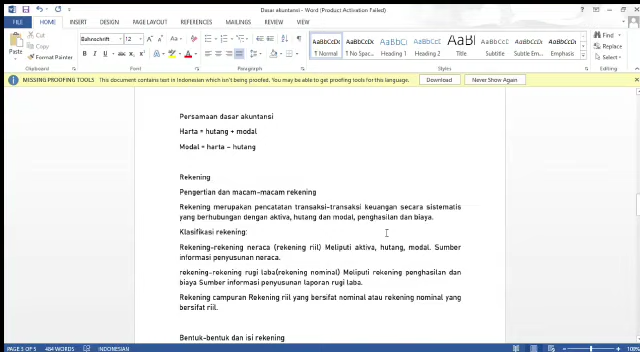 Dasar akuntansi - Word (Product Activation Failed)
FILE HOME INSERT DESIGN PAGE LAYOUT REFERENCES MAILINGS REVIEW VIEW
Cut
Copy
Format Painter
Paste
Clipboard
Bahnschrift 12
Font
Paragraph
AaBbCcDc AaBbCcDc AaBbC AaBbCc AaB AaBbCcD AaBbCcDc AaBbCcDc
¶ Normal ¶ No Spac... Heading 1 Heading 2 Title Subtitle Subtle Em... Emphasis
Styles
Find
Replace
Select
Editing
MISSING PROOFING TOOLS This document contains text in Indonesian which isn't being proofed. You may be able to get proofing tools for this language. Download Never Show Again
Persamaan dasar akuntansi
Harta = hutang + modal
Modal = harta – hutang
Rekening
Pengertian dan macam-macam rekening
Rekening merupakan pencatatan transaksi-transaksi keuangan secara sistematis
yang berhubungan dengan aktiva, hutang dan modal, penghasilan dan biaya.
Klasifikasi rekening:
Rekening-rekening neraca (rekening riil) Meliputi aktiva, hutang, modal. Sumber
informasi penyusunan neraca.
rekening-rekening rugi laba(rekening nominal) Meliputi rekening penghasilan dan
biaya Sumber informasi penyusunan laporan rugi laba.
Rekening campuran Rekening riil yang bersifat nominal atau rekening nominal yang
bersifat riil.
Bentuk-bentuk dan isi rekening
PAGE 5 OF 5 484 WORDS INDONESIAN 100%